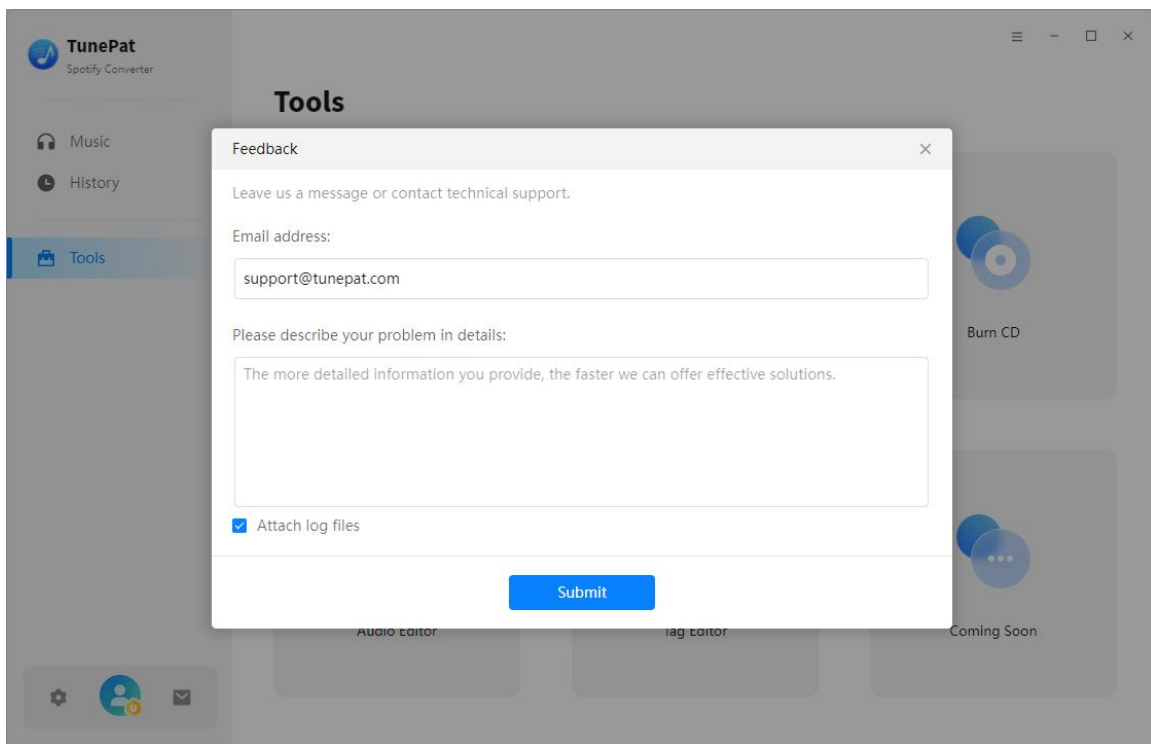 TunePat
Spotify Converter
Tools
Music
History
Tools
Feedback
Leave us a message or contact technical support.
Email address:
support@tunepat.com
Please describe your problem in details:
The more detailed information you provide, the faster we can offer effective solutions.
Attach log files
Submit
Burn CD
Audio Editor
Tag Editor
Coming Soon